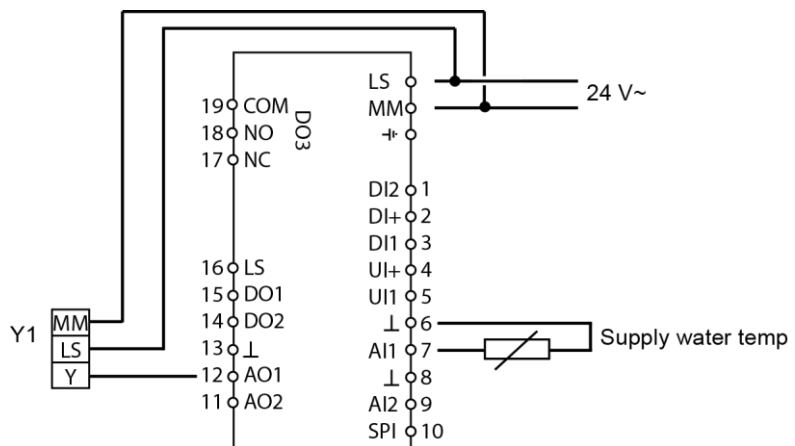 LS
MM
24 V~
19 COM
18 NO
17 NC
DO3
DI2 1
DI+ 2
DI1 3
UI+ 4
UI1 5
⊥ 6
AI1 7
⊥ 8
AI2 9
SPI 10
16 LS
15 DO1
14 DO2
13 ⊥
12 AO1
11 AO2
Y1
MM
LS
Y
Supply water temp